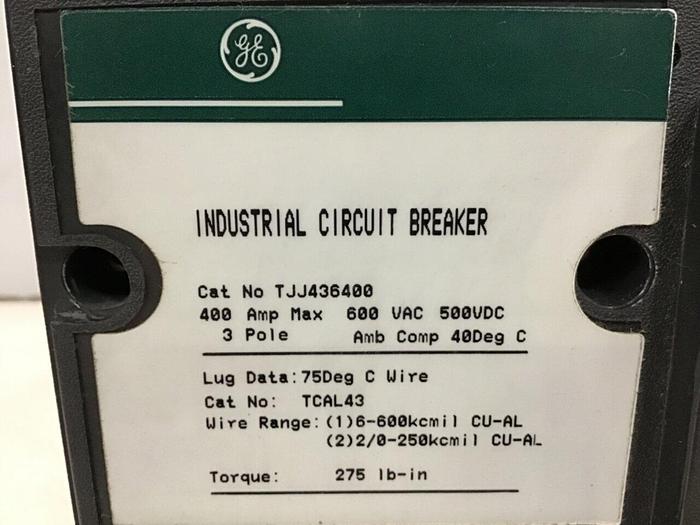 GE
INDUSTRIAL CIRCUIT BREAKER
Cat No TJJ436400
400 Amp Max 600 VAC 500VDC
3 Pole Amb Comp 40Deg C
Lug Data: 75Deg C Wire
Cat No: TCAL43
Wire Range: (1)6-600kcmil CU-AL
(2)2/0-250kcmil CU-AL
Torque: 275 lb-in